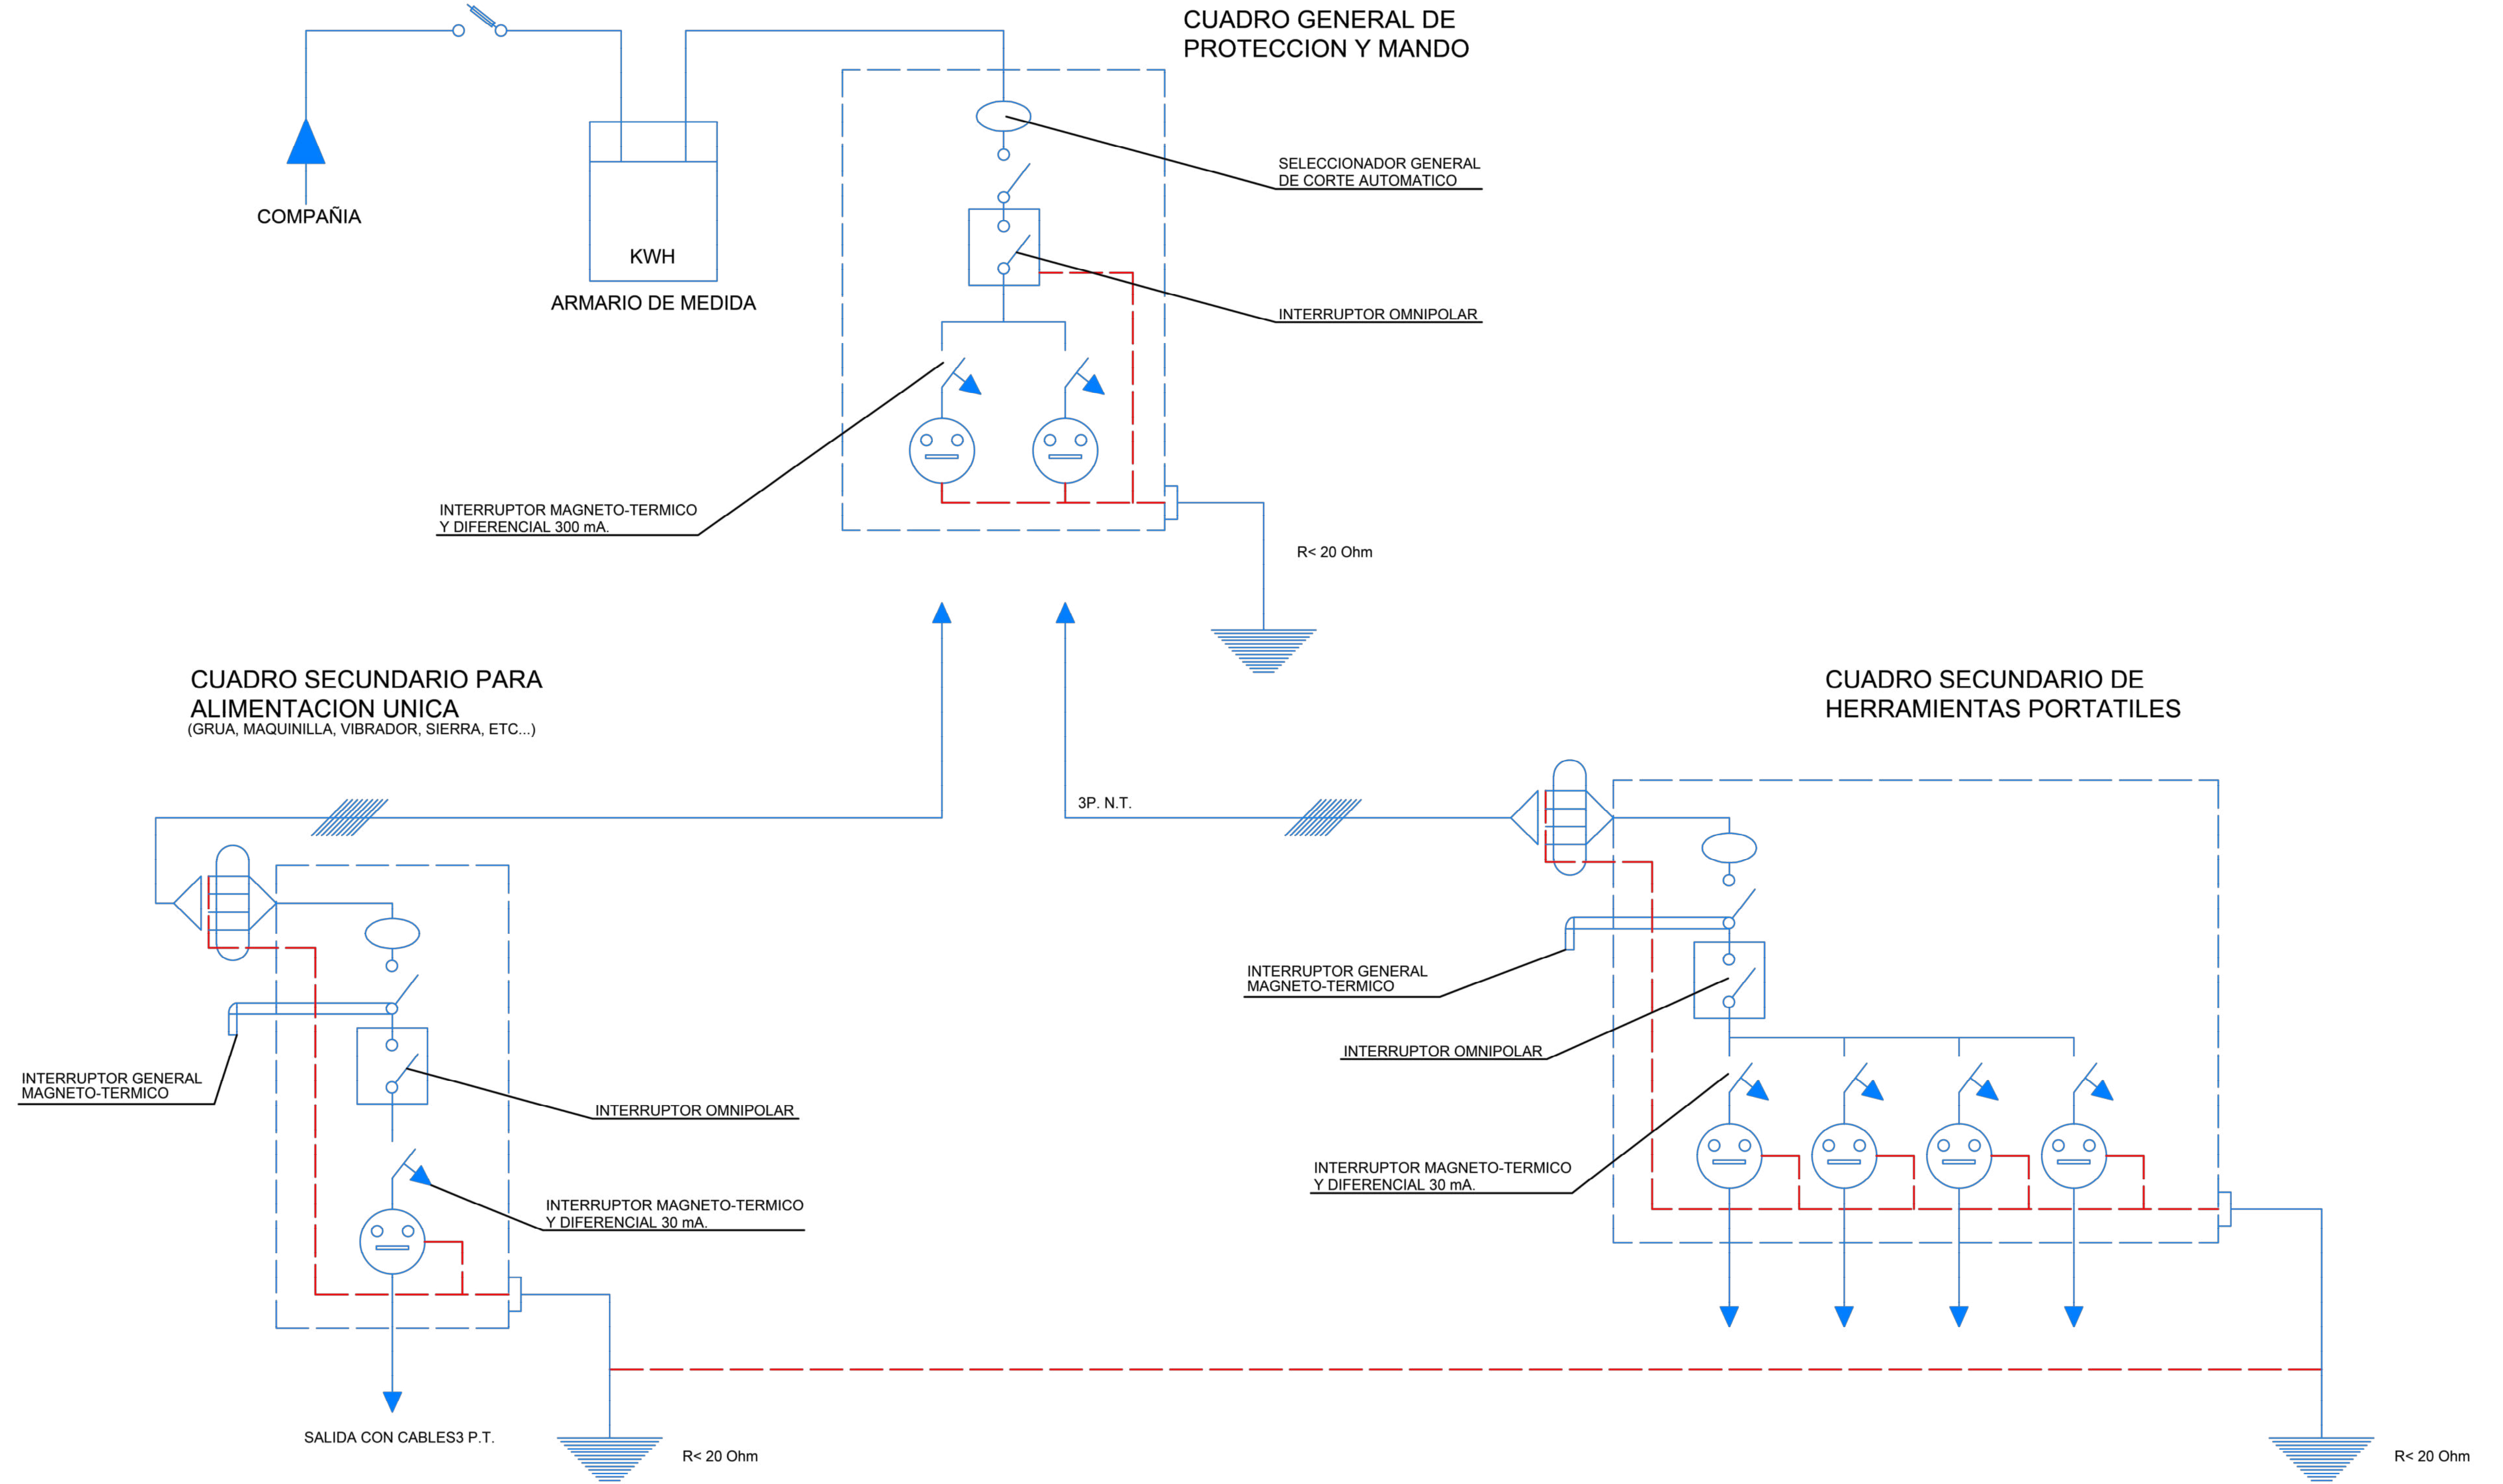 CUADRO GENERAL DE
PROTECCION Y MANDO
SELECCIONADOR GENERAL
DE CORTE AUTOMATICO
COMPAÑIA
KWH
ARMARIO DE MEDIDA
INTERRUPTOR OMNIPOLAR
INTERRUPTOR MAGNETO-TERMICO
Y DIFERENCIAL 300 mA.
R< 20 Ohm
CUADRO SECUNDARIO PARA
ALIMENTACION UNICA
(GRUA, MAQUINILLA, VIBRADOR, SIERRA, ETC...)
CUADRO SECUNDARIO DE
HERRAMIENTAS PORTATILES
3P. N.T.
INTERRUPTOR GENERAL
MAGNETO-TERMICO
INTERRUPTOR OMNIPOLAR
INTERRUPTOR MAGNETO-TERMICO
Y DIFERENCIAL 30 mA.
INTERRUPTOR GENERAL
MAGNETO-TERMICO
INTERRUPTOR OMNIPOLAR
INTERRUPTOR MAGNETO-TERMICO
Y DIFERENCIAL 30 mA.
SALIDA CON CABLES3 P.T.
R< 20 Ohm
R< 20 Ohm